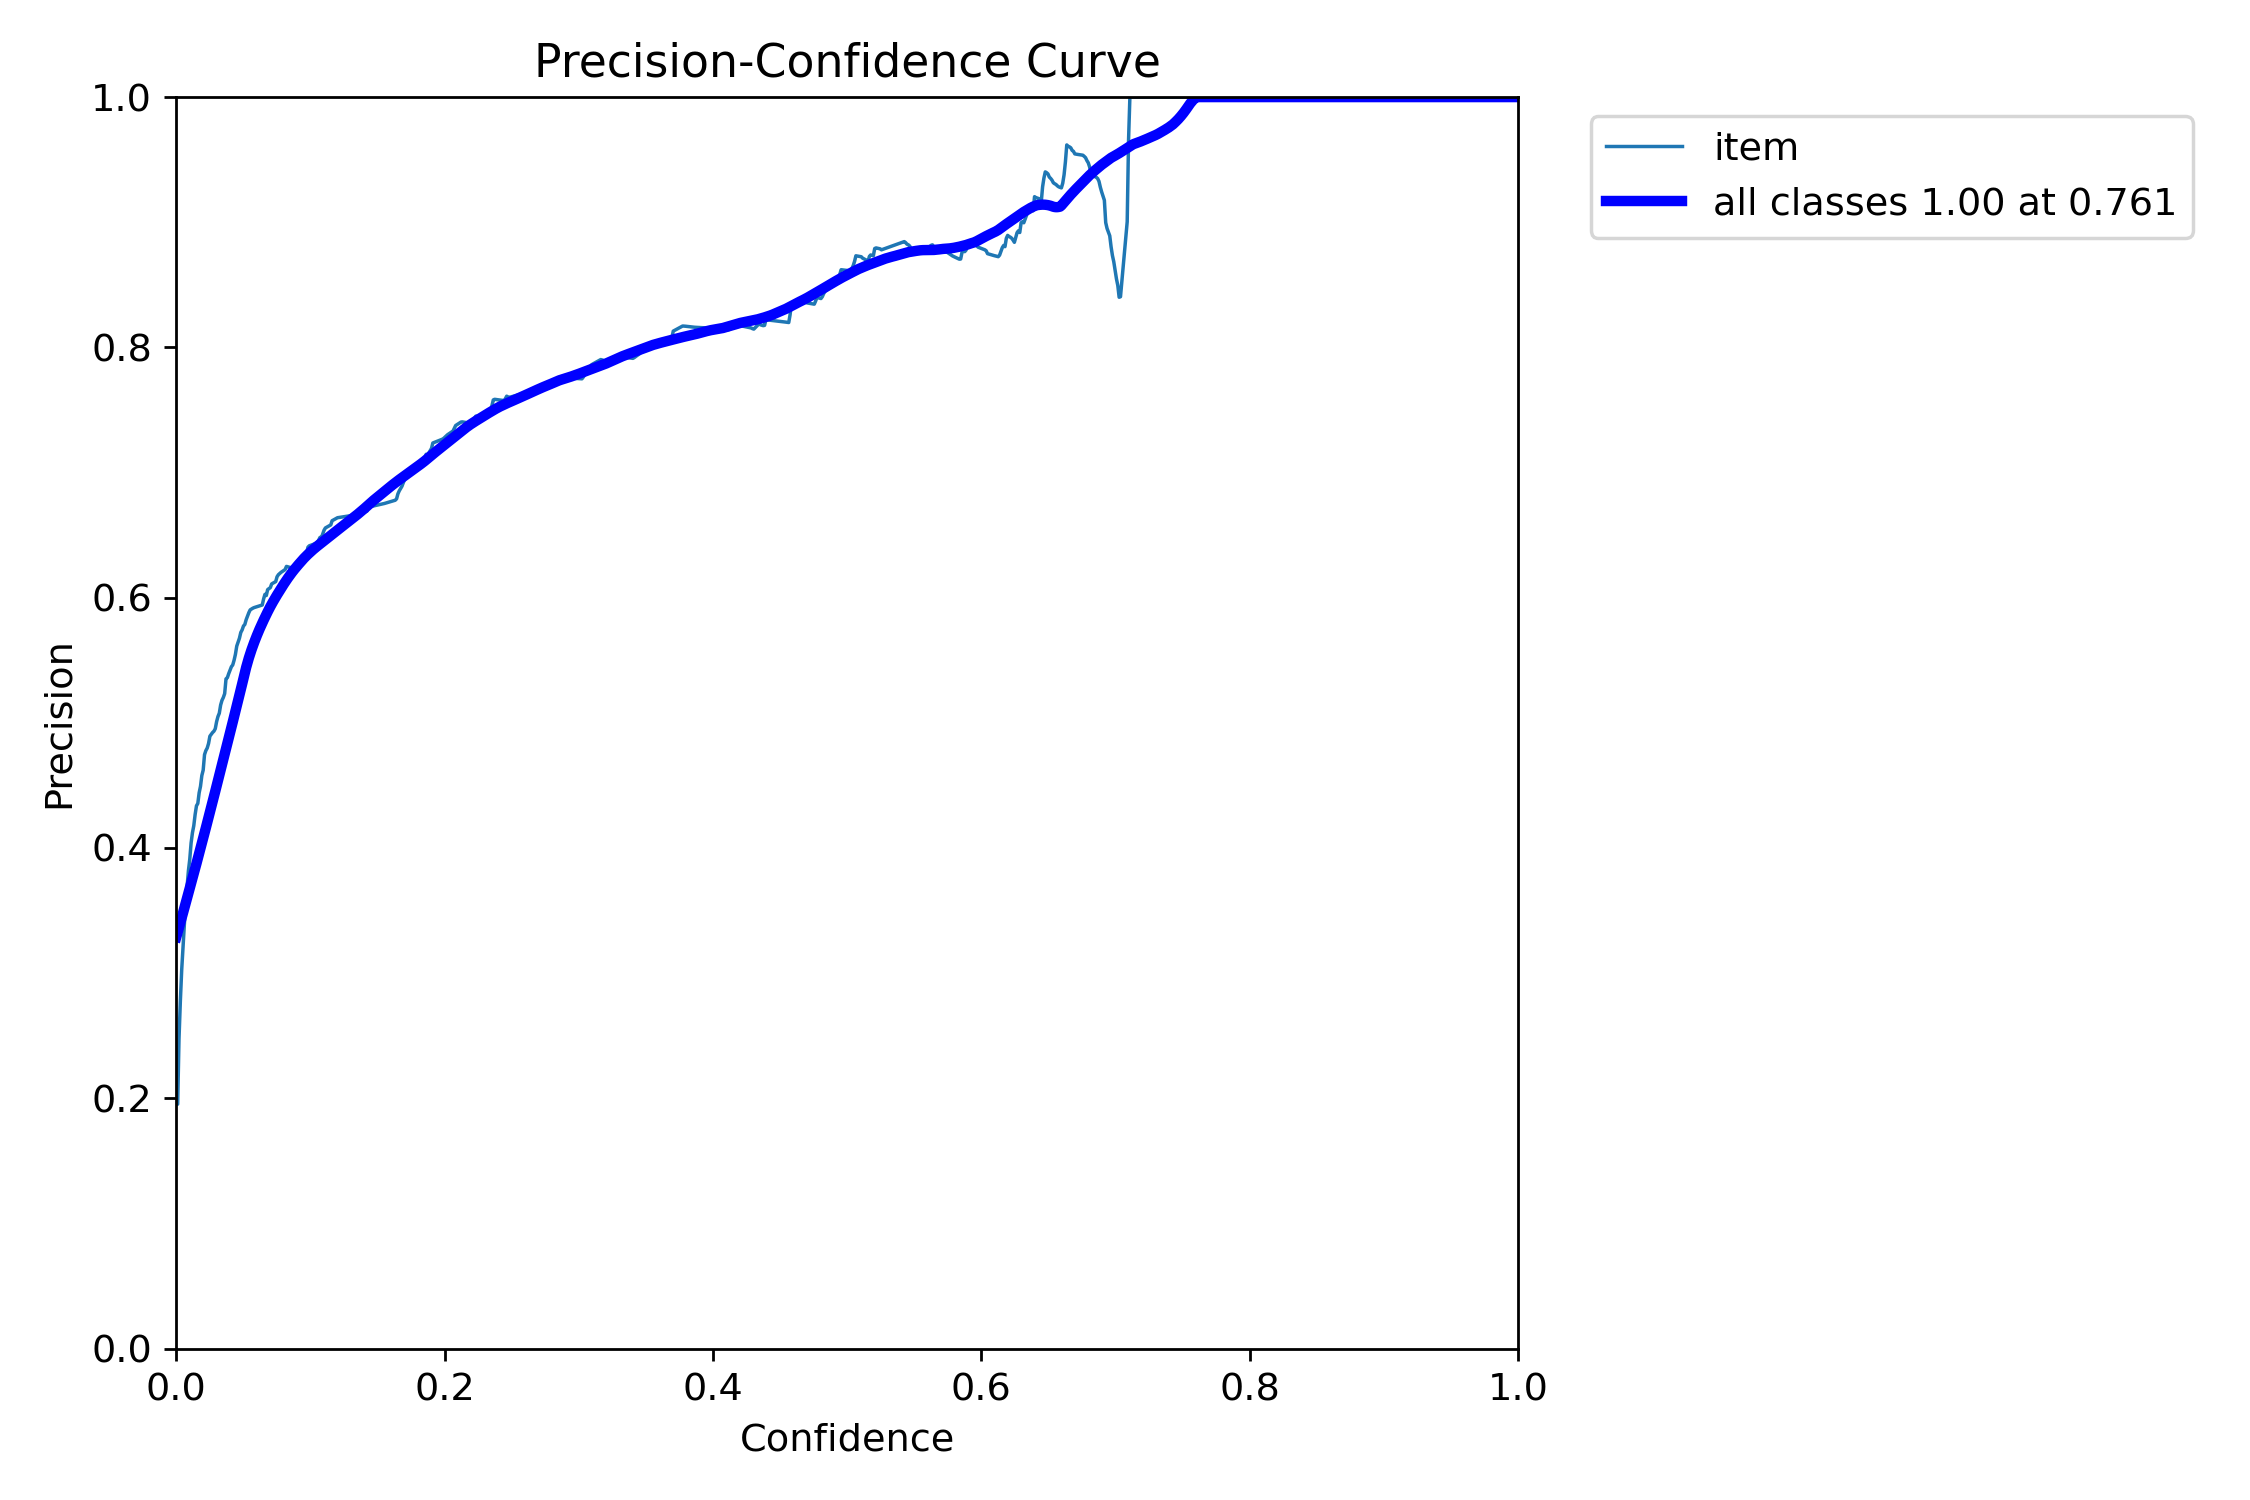 Precision-Confidence Curve
1.0
0.8
0.6
0.4
0.2
0.0
Precision
0.0 0.2 0.4 0.6 0.8 1.0
Confidence
item
all classes 1.00 at 0.761